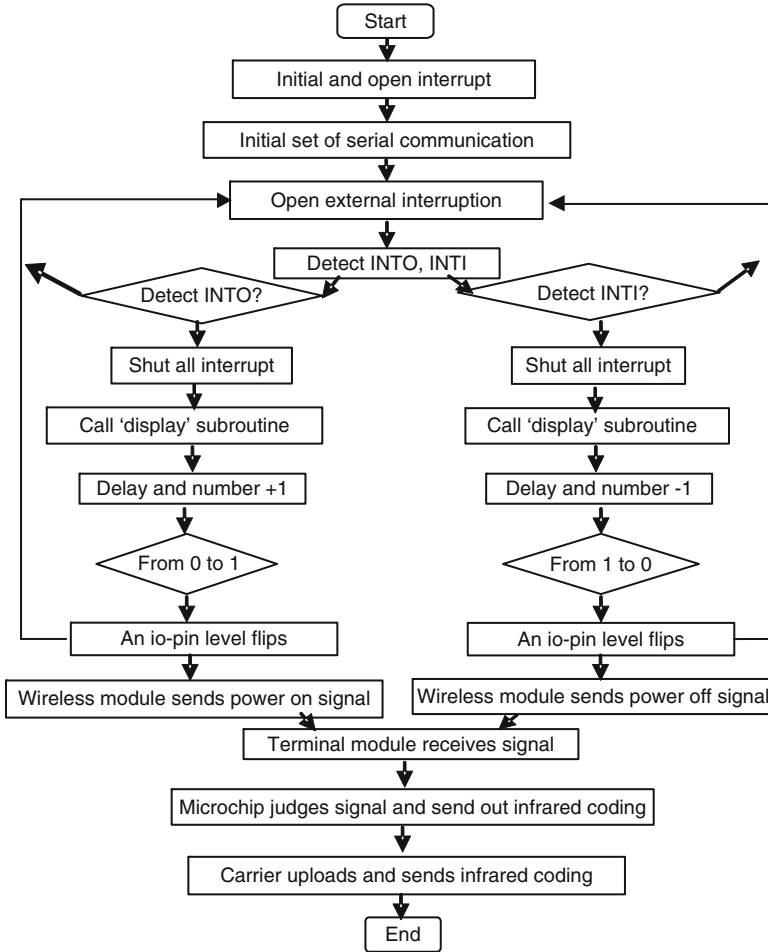 Start
Initial and open interrupt
Initial set of serial communication
Open external interruption
Detect INTO, INTI
Detect INTO?
Detect INTI?
Shut all interrupt
Shut all interrupt
Call ‘display’ subroutine
Call ‘display’ subroutine
Delay and number +1
Delay and number -1
From 0 to 1
From 1 to 0
An io-pin level flips
An io-pin level flips
Wireless module sends power on signal
Wireless module sends power off signal
Terminal module receives signal
Microchip judges signal and send out infrared coding
Carrier uploads and sends infrared coding
End